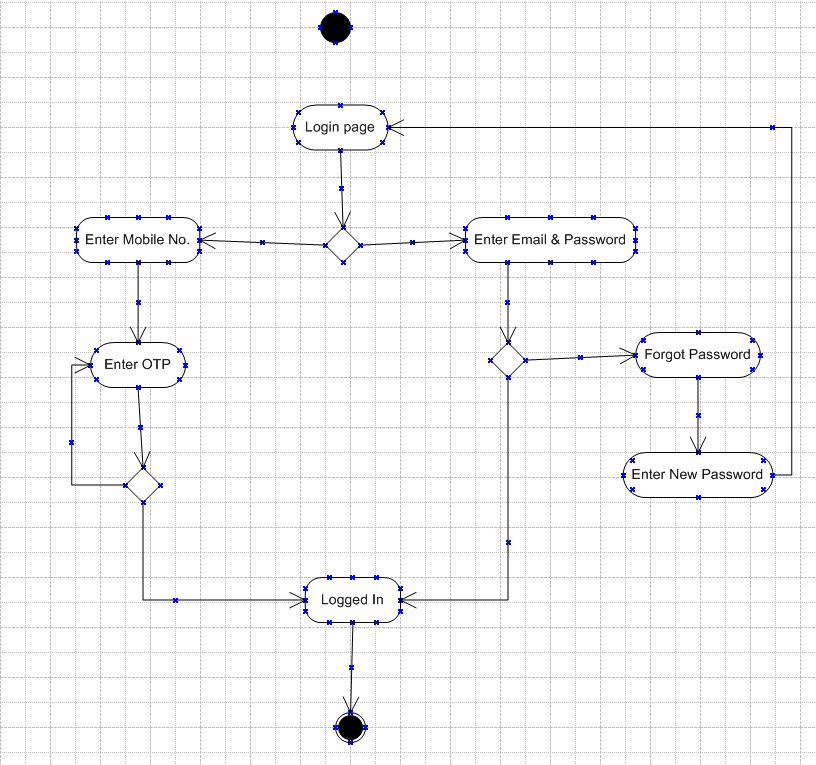 Login page
Enter Mobile No.
Enter Email & Password
Enter OTP
Forgot Password
Enter New Password
Logged In